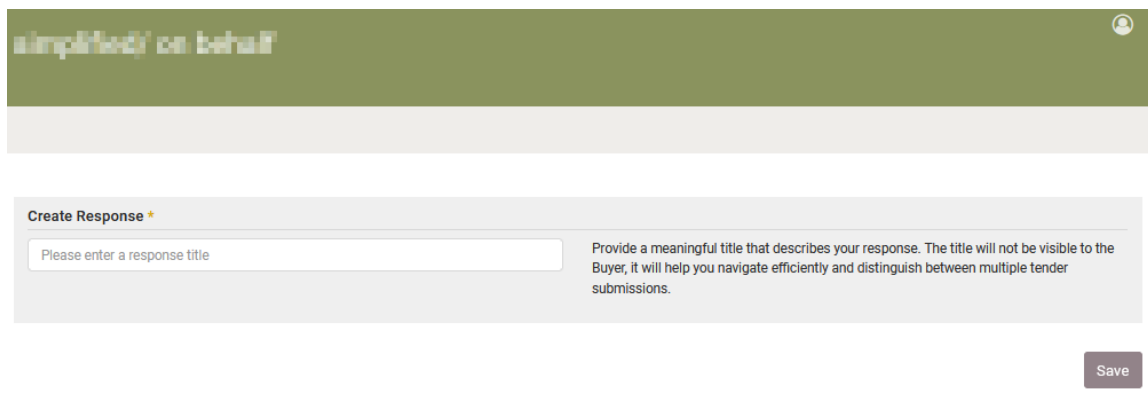 Create Response *
Please enter a response title
Provide a meaningful title that describes your response. The title will not be visible to the
Buyer, it will help you navigate efficiently and distinguish between multiple tender
submissions.
Save